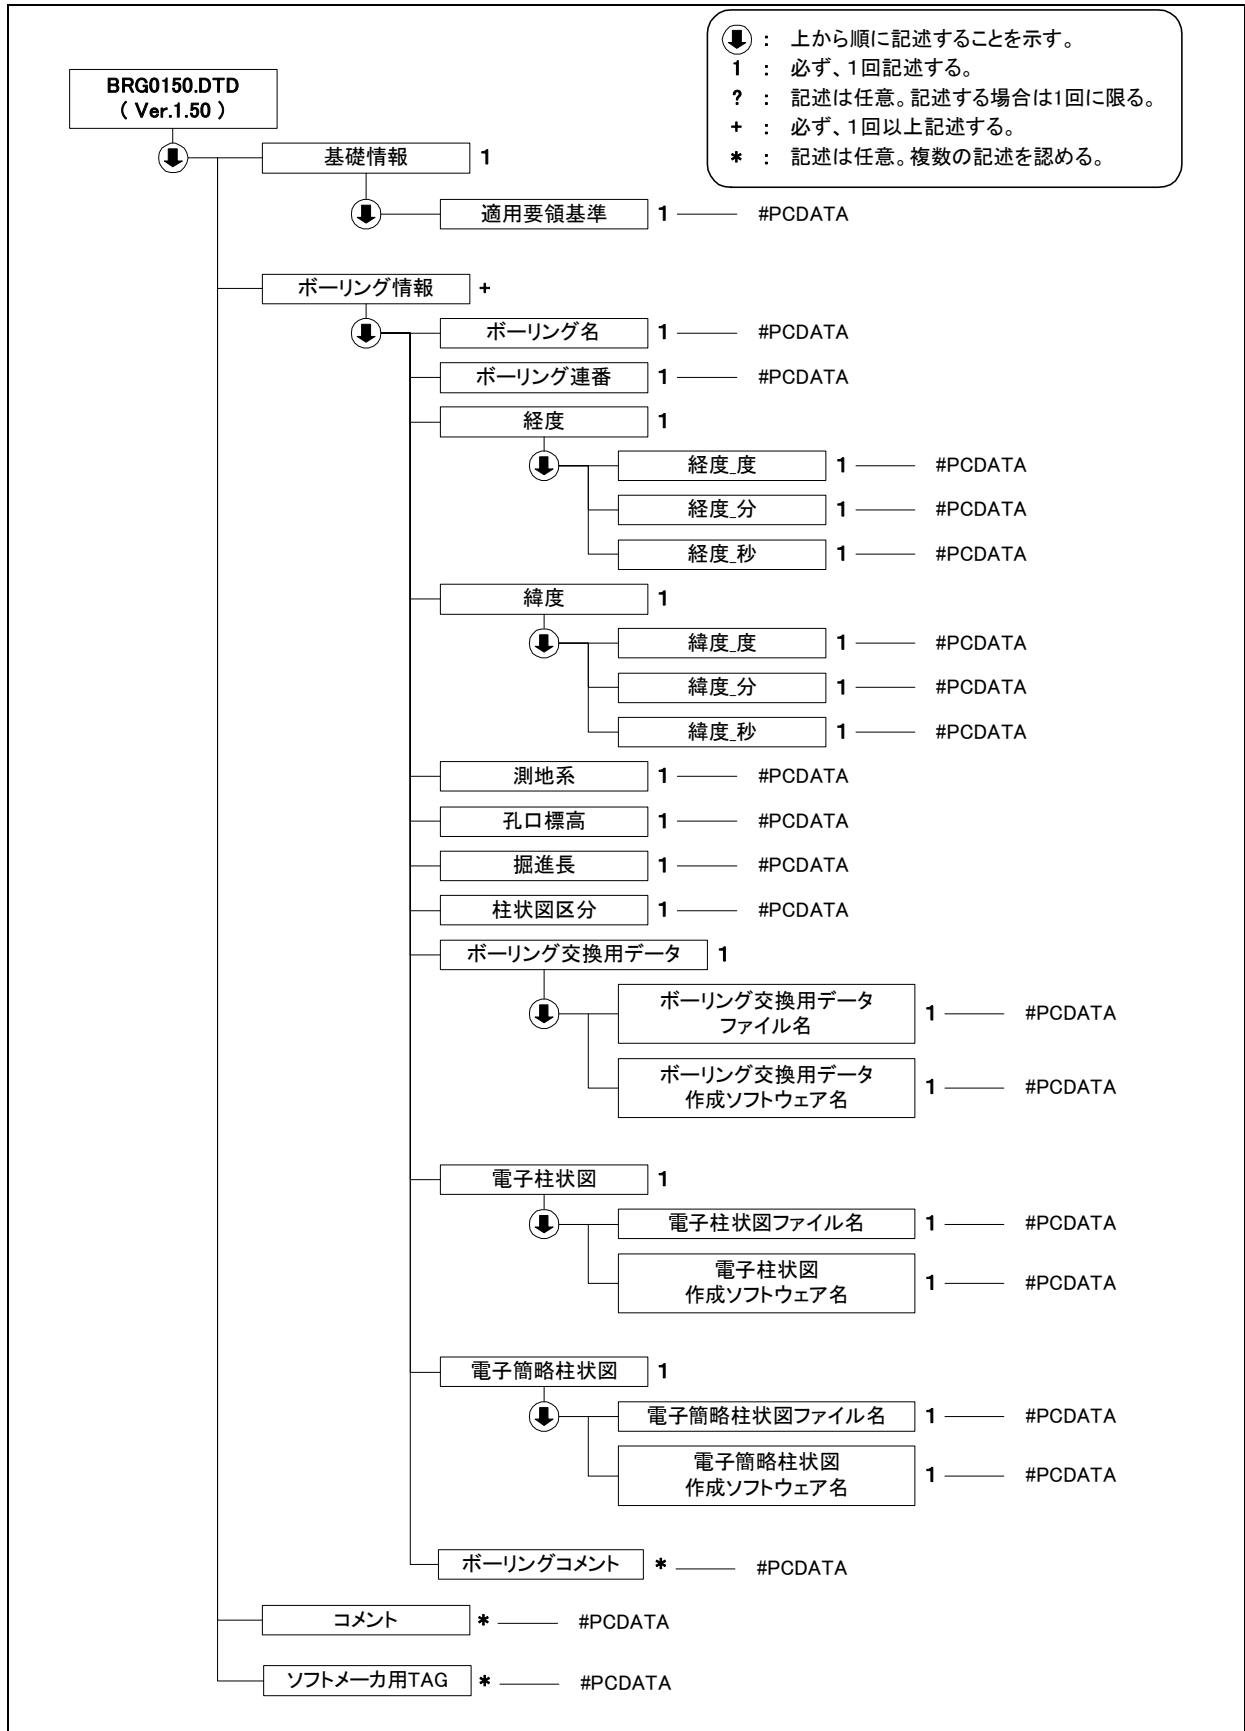 : 上から順に記述することを示す。
1 : 必ず、1回記述する。
? : 記述は任意。記述する場合は1回に限る。
+ : 必ず、1回以上記述する。
* : 記述は任意。複数の記述を認める。
BRG0150.DTD
( Ver.1.50 )
基礎情報 1
適用要領基準 1 #PCDATA
ボーリング情報 +
ボーリング名 1 #PCDATA
ボーリング連番 1 #PCDATA
経度 1
経度_度 1 #PCDATA
経度_分 1 #PCDATA
経度_秒 1 #PCDATA
緯度 1
緯度_度 1 #PCDATA
緯度_分 1 #PCDATA
緯度_秒 1 #PCDATA
測地系 1 #PCDATA
孔口標高 1 #PCDATA
掘進長 1 #PCDATA
柱状図区分 1 #PCDATA
ボーリング交換用データ 1
ボーリング交換用データ
ファイル名 1 #PCDATA
ボーリング交換用データ
作成ソフトウェア名 1 #PCDATA
電子柱状図 1
電子柱状図ファイル名 1 #PCDATA
電子柱状図
作成ソフトウェア名 1 #PCDATA
電子簡略柱状図 1
電子簡略柱状図ファイル名 1 #PCDATA
電子簡略柱状図
作成ソフトウェア名 1 #PCDATA
ボーリングコメント * #PCDATA
コメント * #PCDATA
ソフトメーカ用TAG * #PCDATA